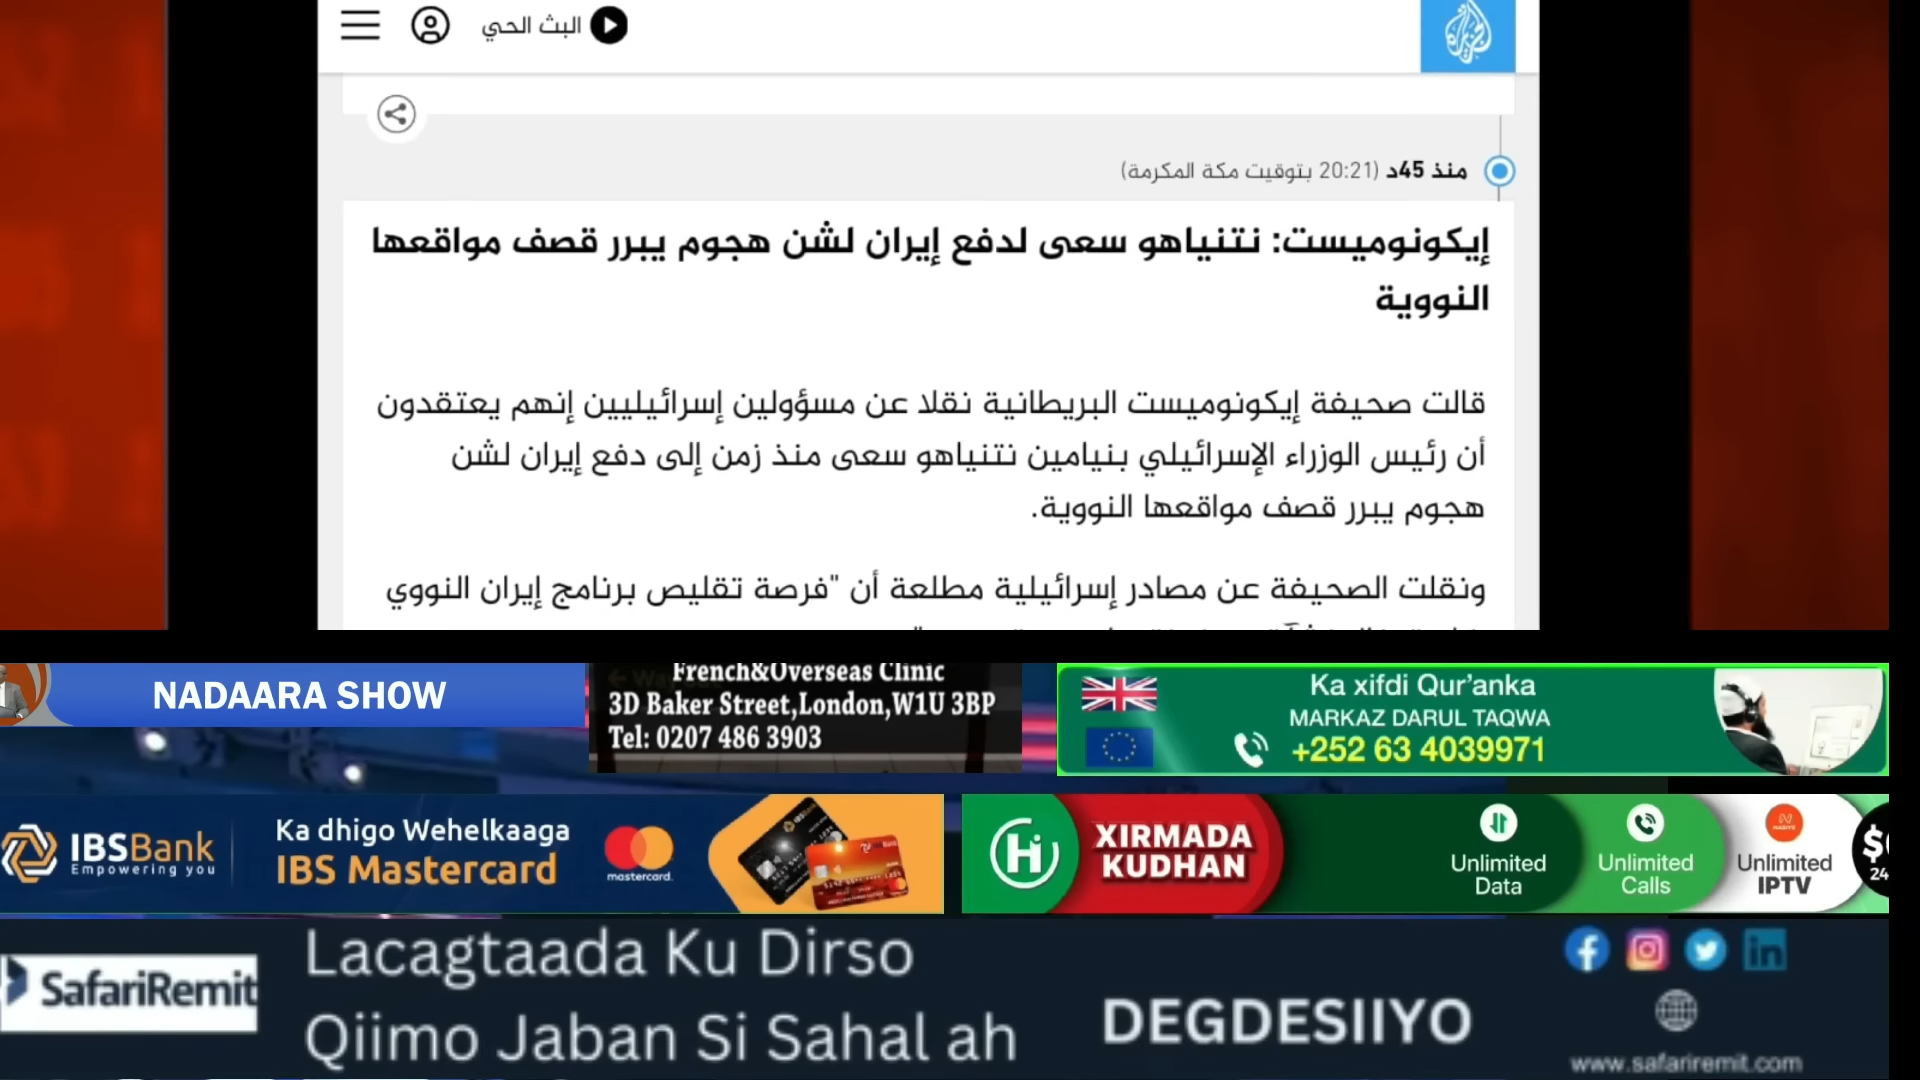 البث الحي
منذ 45د (20:21 بتوقيت مكة المكرمة)
إيكونوميست: نتنياهو سعى لدفع إيران لشن هجوم يبرر قصف مواقعها
النووية
قالت صحيفة إيكونوميست البريطانية نقلا عن مسؤولين إسرائيليين إنهم يعتقدون
أن رئيس الوزراء الإسرائيلي بنيامين نتنياهو سعى منذ زمن إلى دفع إيران لشن
هجوم يبرر قصف مواقعها النووية.
ونقلت الصحيفة عن مصادر إسرائيلية مطلعة أن "فرصة تقليص برنامج إيران النووي
NADAARA SHOW
French&Overseas Clinic
3D Baker Street,London,W1U 3BP
Tel: 0207 486 3903
Ka xifdi Qur'anka
MARKAZ DARUL TAQWA
+252 63 4039971
IBSBank
Empowering you
Ka dhigo Wehelkaaga
IBS Mastercard
mastercard.
Hi
XIRMADA
KUDHAN
Unlimited
Data
Unlimited
Calls
Unlimited
IPTV
SafariRemit
Lacagtaada Ku Dirso
Qiimo Jaban Si Sahal ah
DEGDESIIYO
www.safariremit.com